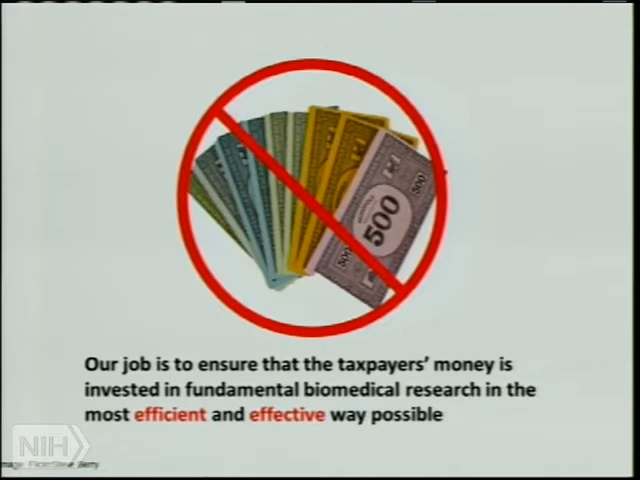 500
500
500
Our job is to ensure that the taxpayers' money is
invested in fundamental biomedical research in the
most efficient and effective way possible
NIH